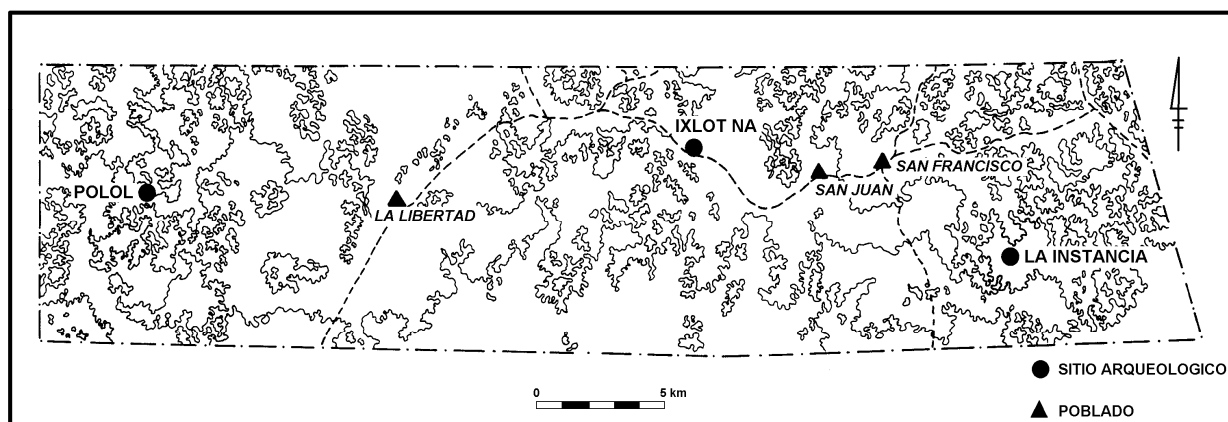 IXLOT NA
POLOL
LA LIBERTAD
SAN JUAN
SAN FRANCISCO
LA INSTANCIA
0 5 km
SITIO ARQUEOLOGICO
POBLADO